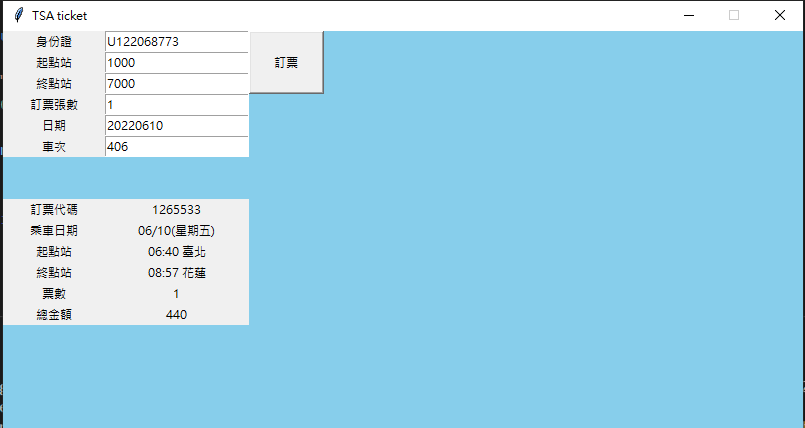 TSA ticket
身份證 U122068773 訂票
起點站 1000
終點站 7000
訂票張數 1
日期 20220610
車次 406
訂票代碼 1265533
乘車日期 06/10(星期五)
起點站 06:40 臺北
終點站 08:57 花蓮
票數 1
總金額 440